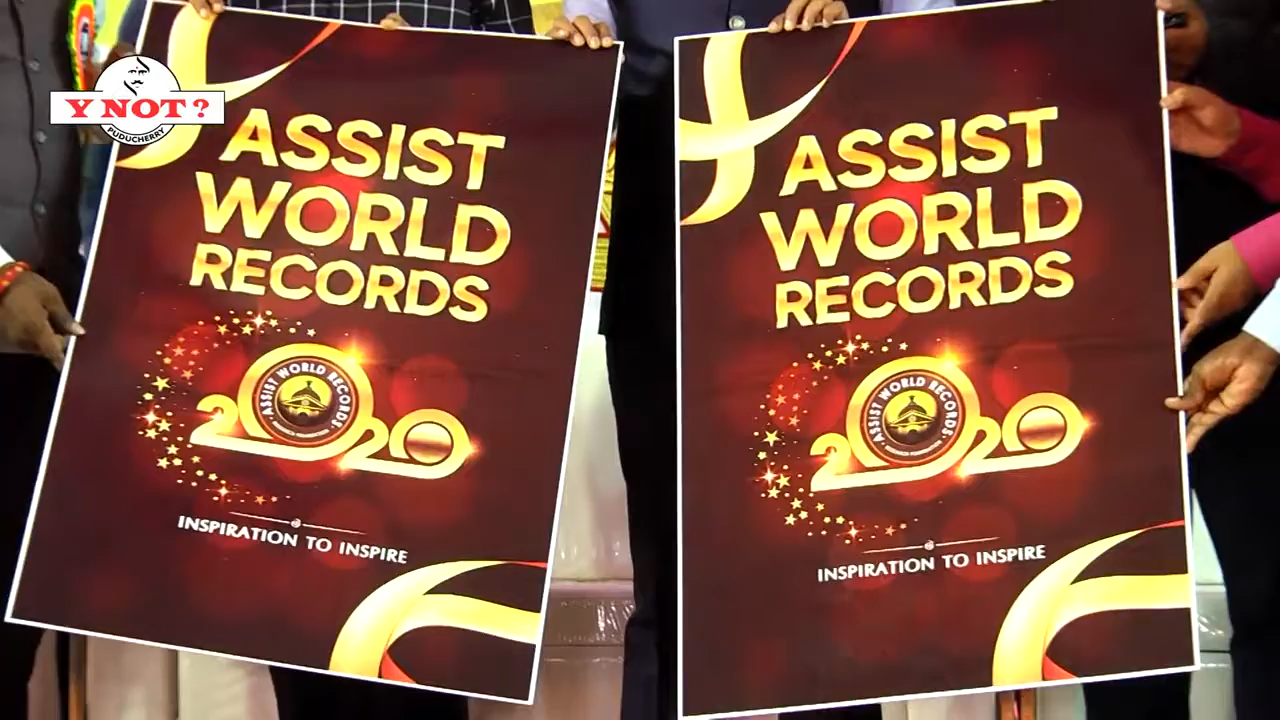 Y NOT?
PUDUCHERRY
ASSIST
WORLD
RECORDS
ASSIST WORLD RECORDS
2020
INSPIRATION TO INSPIRE
ASSIST
WORLD
RECORDS
ASSIST WORLD RECORDS
2020
INSPIRATION TO INSPIRE